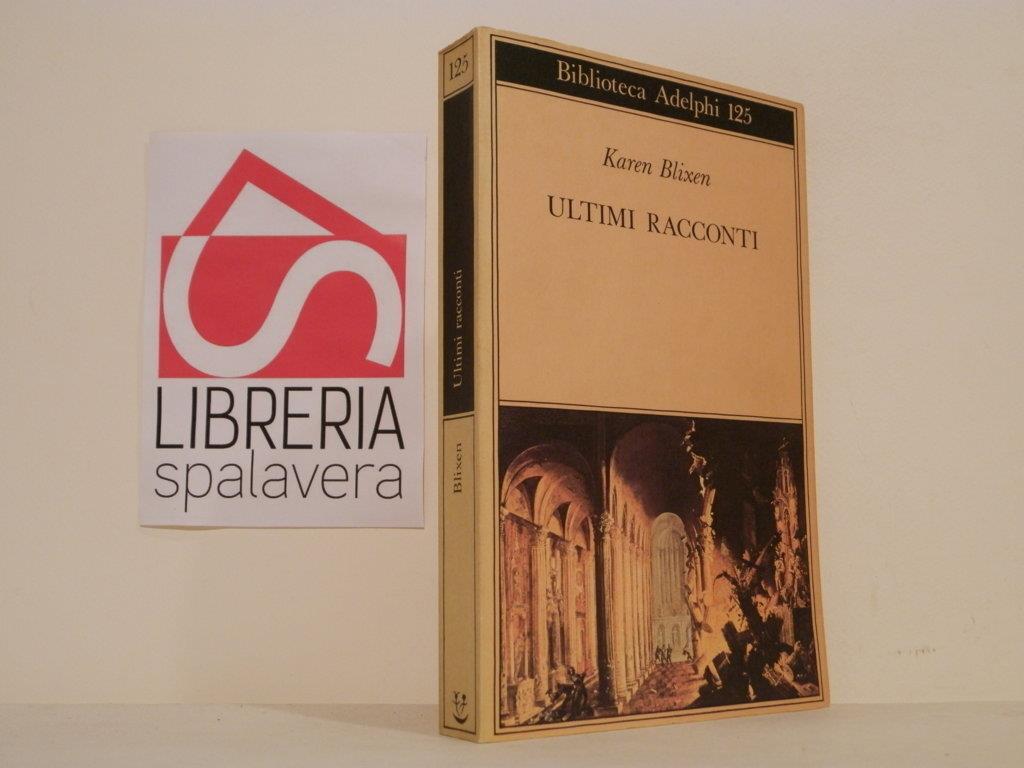 LIBRERIA
spalavera
125
Ultimi racconti
Blixen
Biblioteca Adelphi 125
Karen Blixen
ULTIMI RACCONTI